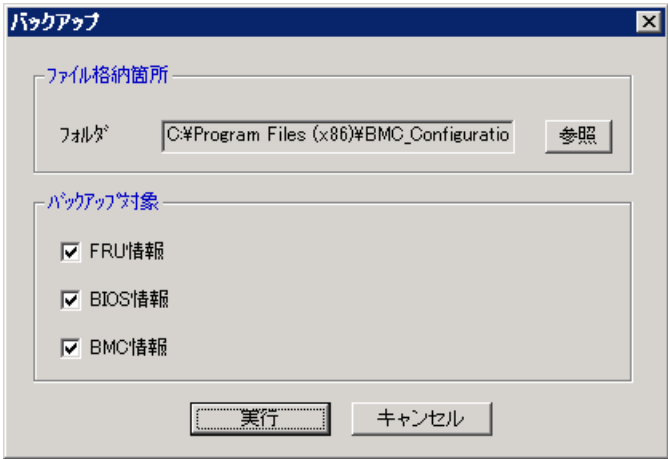 バックアップ
ファイル格納箇所
フォルダ C:¥Program Files (x86)¥BMC_Configuratio 参照
バックアップ対象
FRU情報
BIOS情報
BMC情報
実行 キャンセル